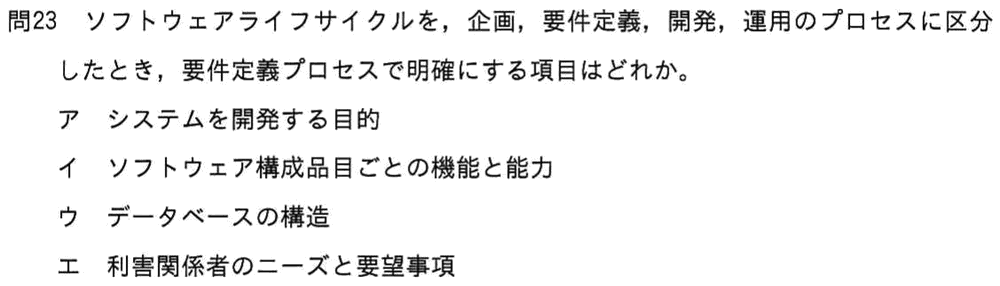 問23 ソフトウェアライフサイクルを，企画，要件定義，開発，運用のプロセスに区分
したとき，要件定義プロセスで明確にする項目はどれか。
ア システムを開発する目的
イ ソフトウェア構成品目ごとの機能と能力
ウ データベースの構造
エ 利害関係者のニーズと要望事項